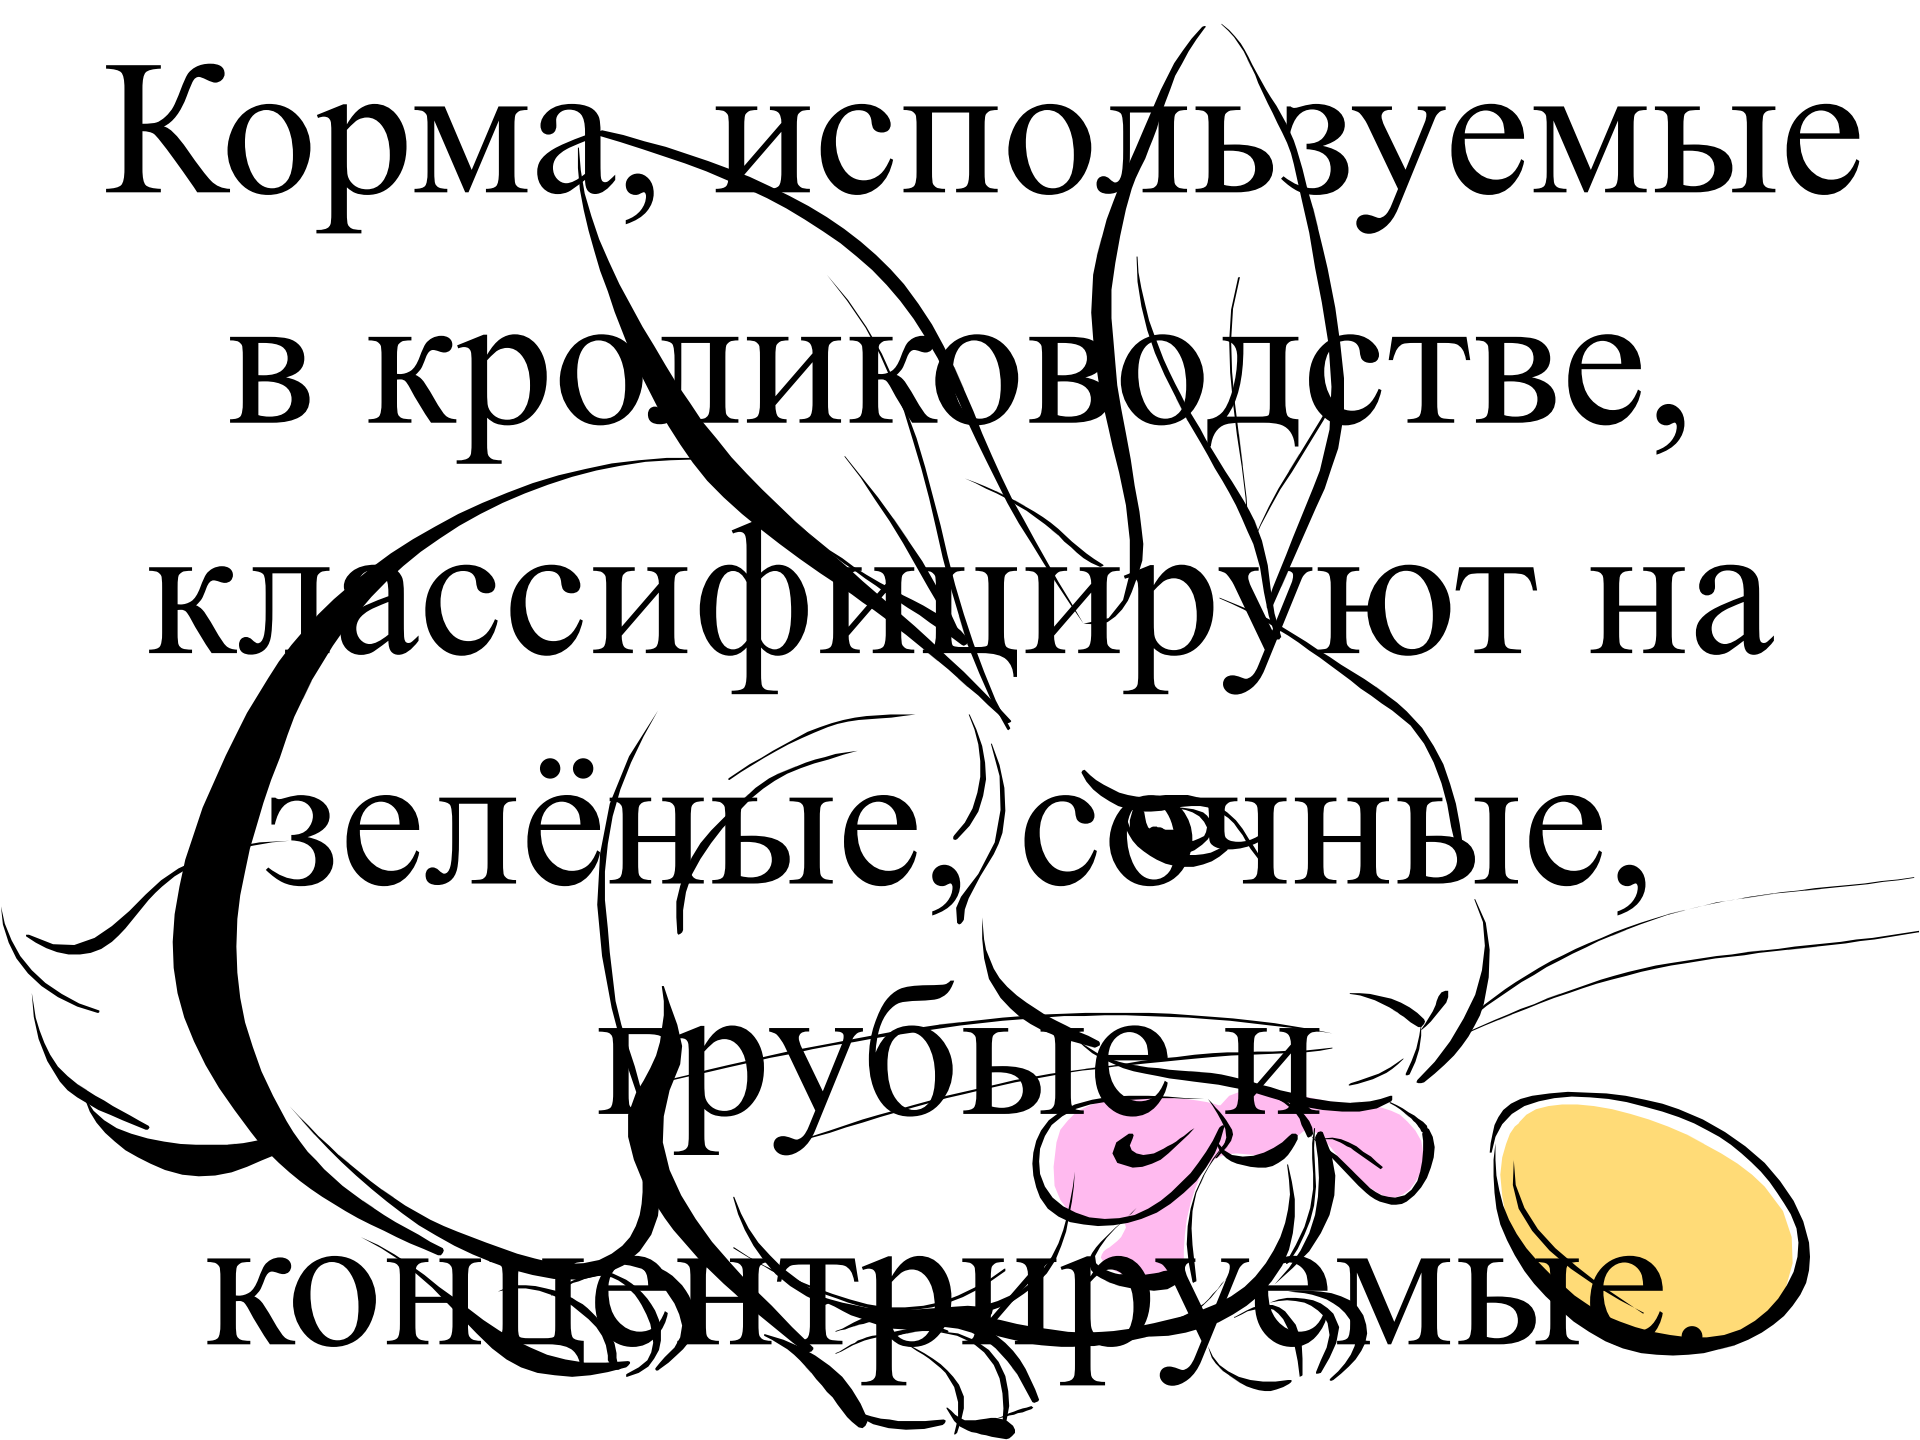 Корма, используемые
в кролиководстве,
классифицируют на
зелёные, сочные,
грубые и
концентрируемые.